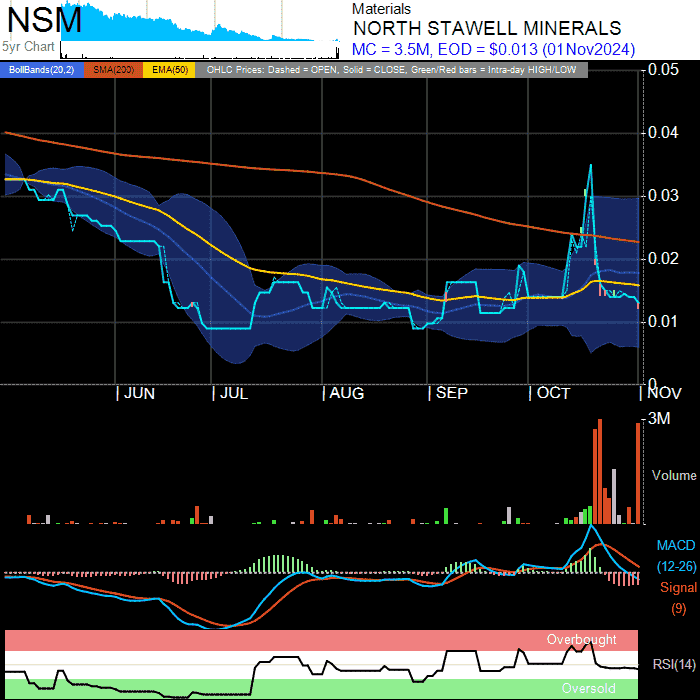 NSM
5yr Chart
Materials
NORTH STAWELL MINERALS
MC = 3.5M, EOD = $0.013 (01Nov2024)
BollBands(20,2) SMA(200) EMA(50) OHLC Prices: Dashed = OPEN, Solid = CLOSE, Green/Red bars = Intra-day HIGH/LOW
0.05
0.04
0.03
0.02
0.01
0
JUN JUL AUG SEP OCT NOV
3M
Volume
MACD
(12-26)
Signal
(9)
Overbought
RSI(14)
Oversold